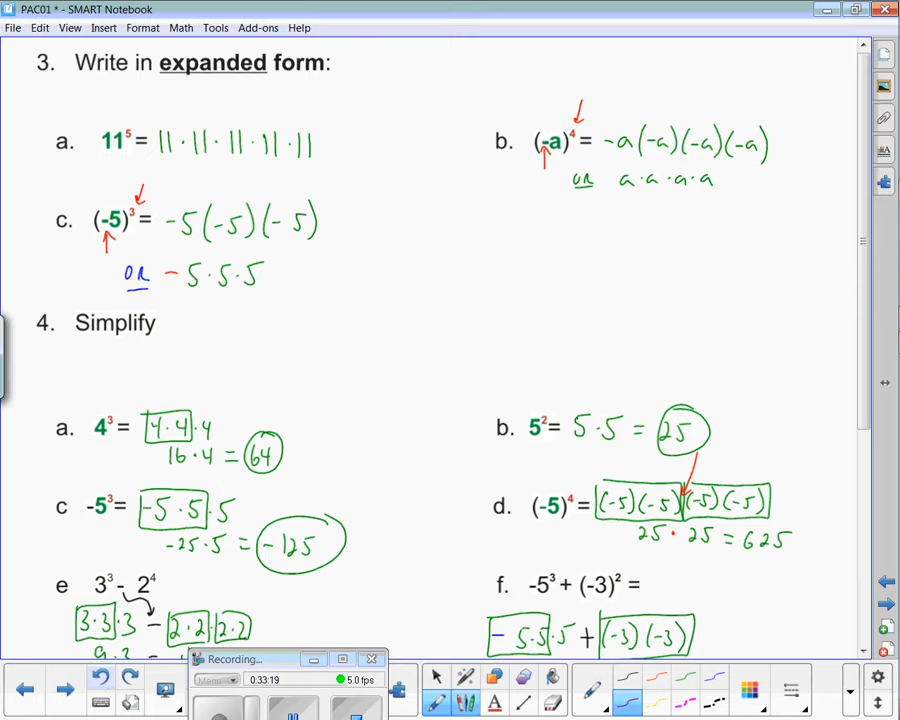 PAC01 * - SMART Notebook
File Edit View Insert Format Math Tools Add-ons Help
3. Write in expanded form:
a. 11⁵ = 11 · 11 · 11 · 11 · 11
b. (-a)⁴ = -a(-a)(-a)(-a)
OR a · a · a · a
c. (-5)³ = -5(-5)(-5)
OR - 5 · 5 · 5
4. Simplify
a. 4³ = 4 · 4 · 4
16 · 4 = 64
b. 5² = 5 · 5 = 25
c -5³ = -5 · 5 · 5
-25 · 5 = -125
d. (-5)⁴ = (-5)(-5)(-5)(-5)
25 · 25 = 625
e 3³ - 2⁴
3·3·3 - 2·2·2·2
f. -5³ + (-3)² =
- 5·5·5 + (-3)(-3)
Recording...
Menu 0:33:19 5.0 fps